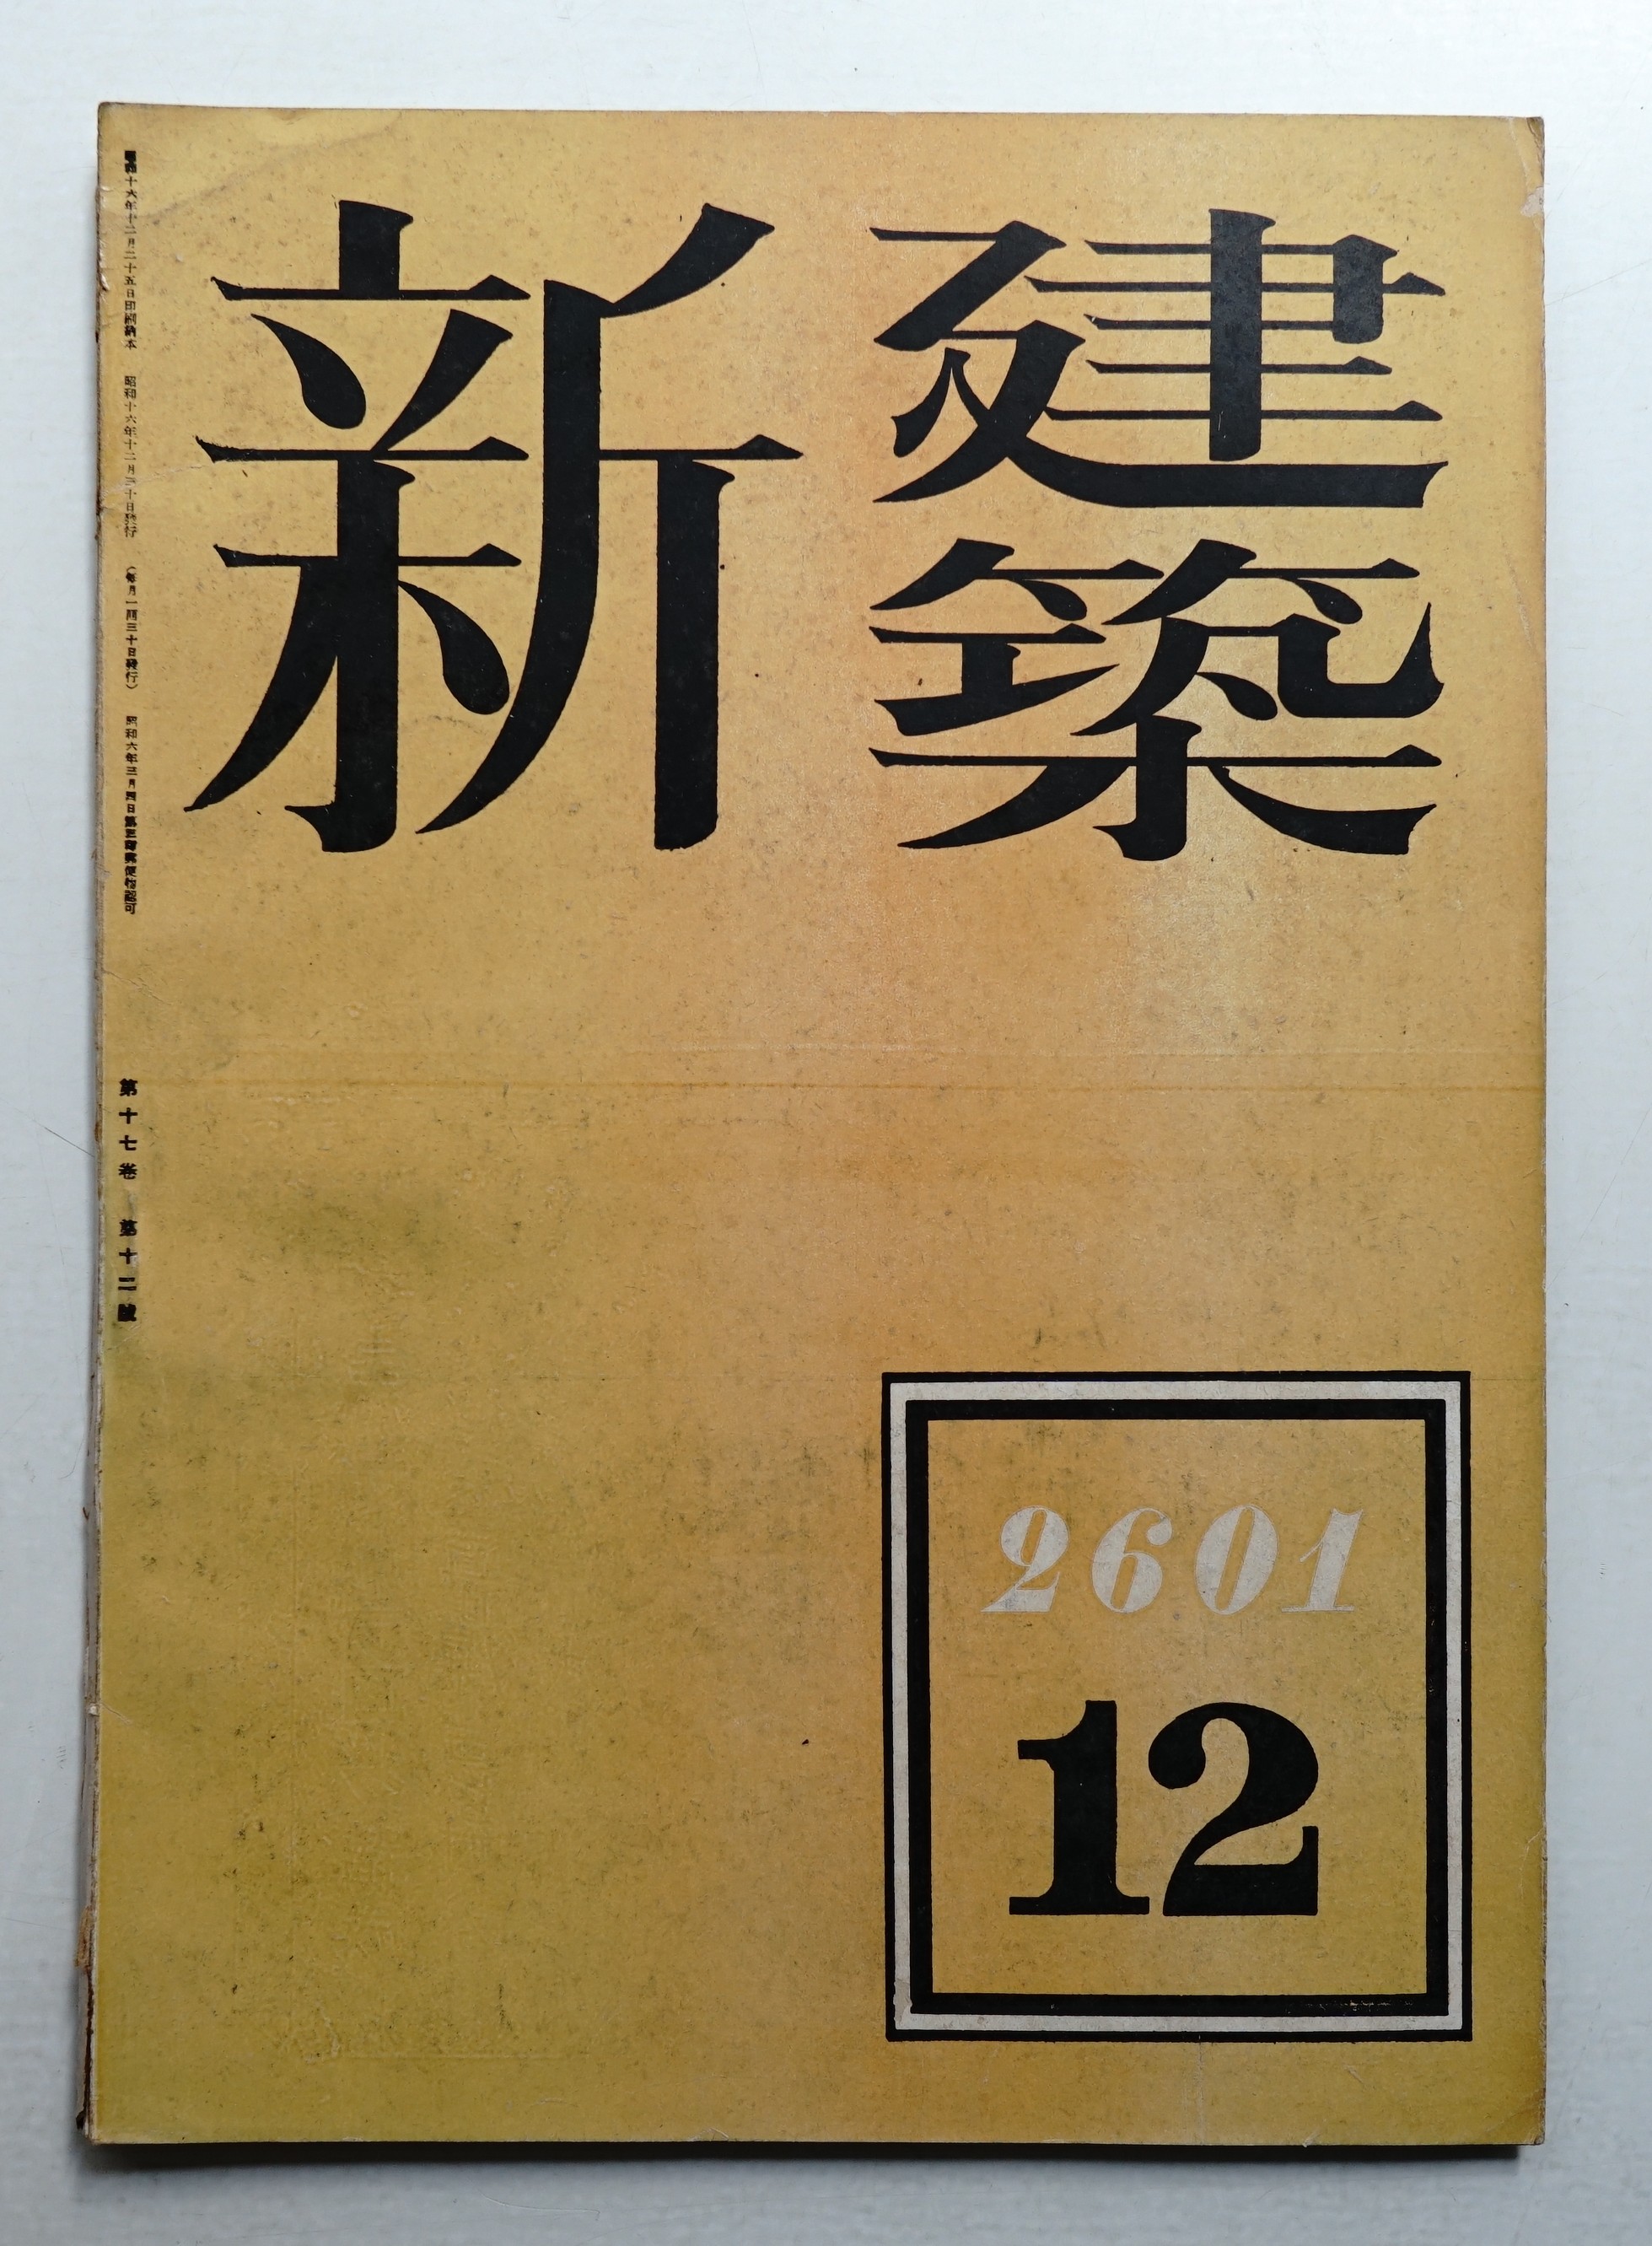 新建築
昭和十六年十二月二十五日印刷納本 昭和十六年十二月三十日發行 (每月一回三十日發行) 昭和六年三月四日第三種郵便物認可
第十七卷 第十二號
2601
12